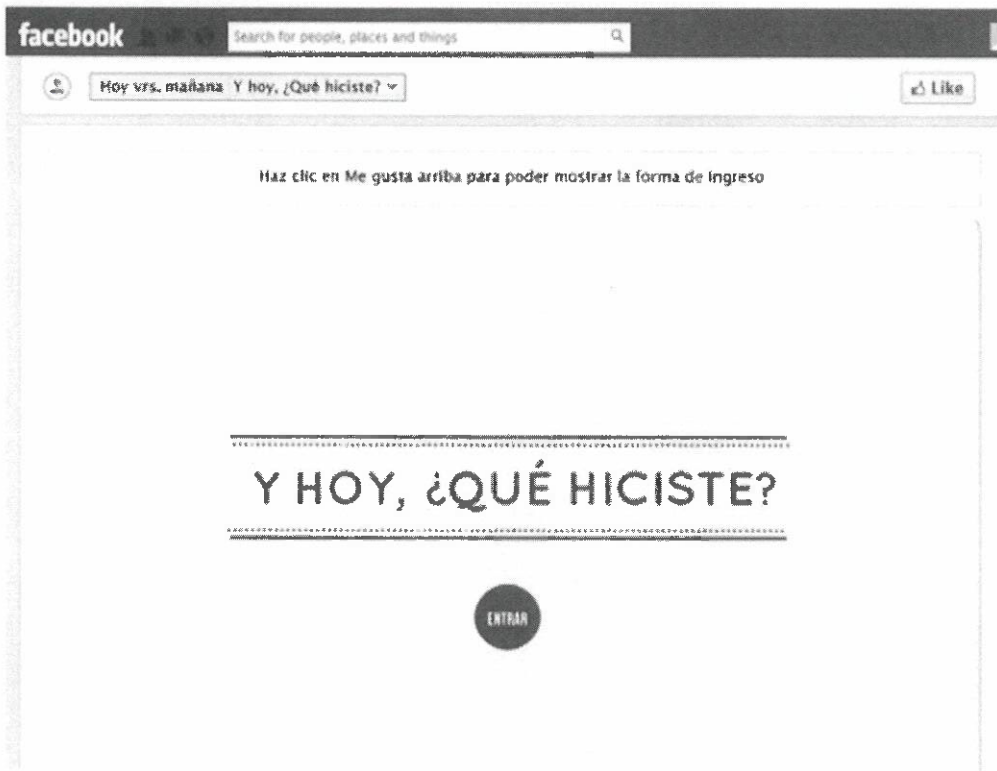 facebook
Search for people, places and things
Hoy vrs. mañana Y hoy, ¿Qué hiciste?
Like
Haz clic en Me gusta arriba para poder mostrar la forma de ingreso
Y HOY, ¿QUÉ HICISTE?
ENTRAR